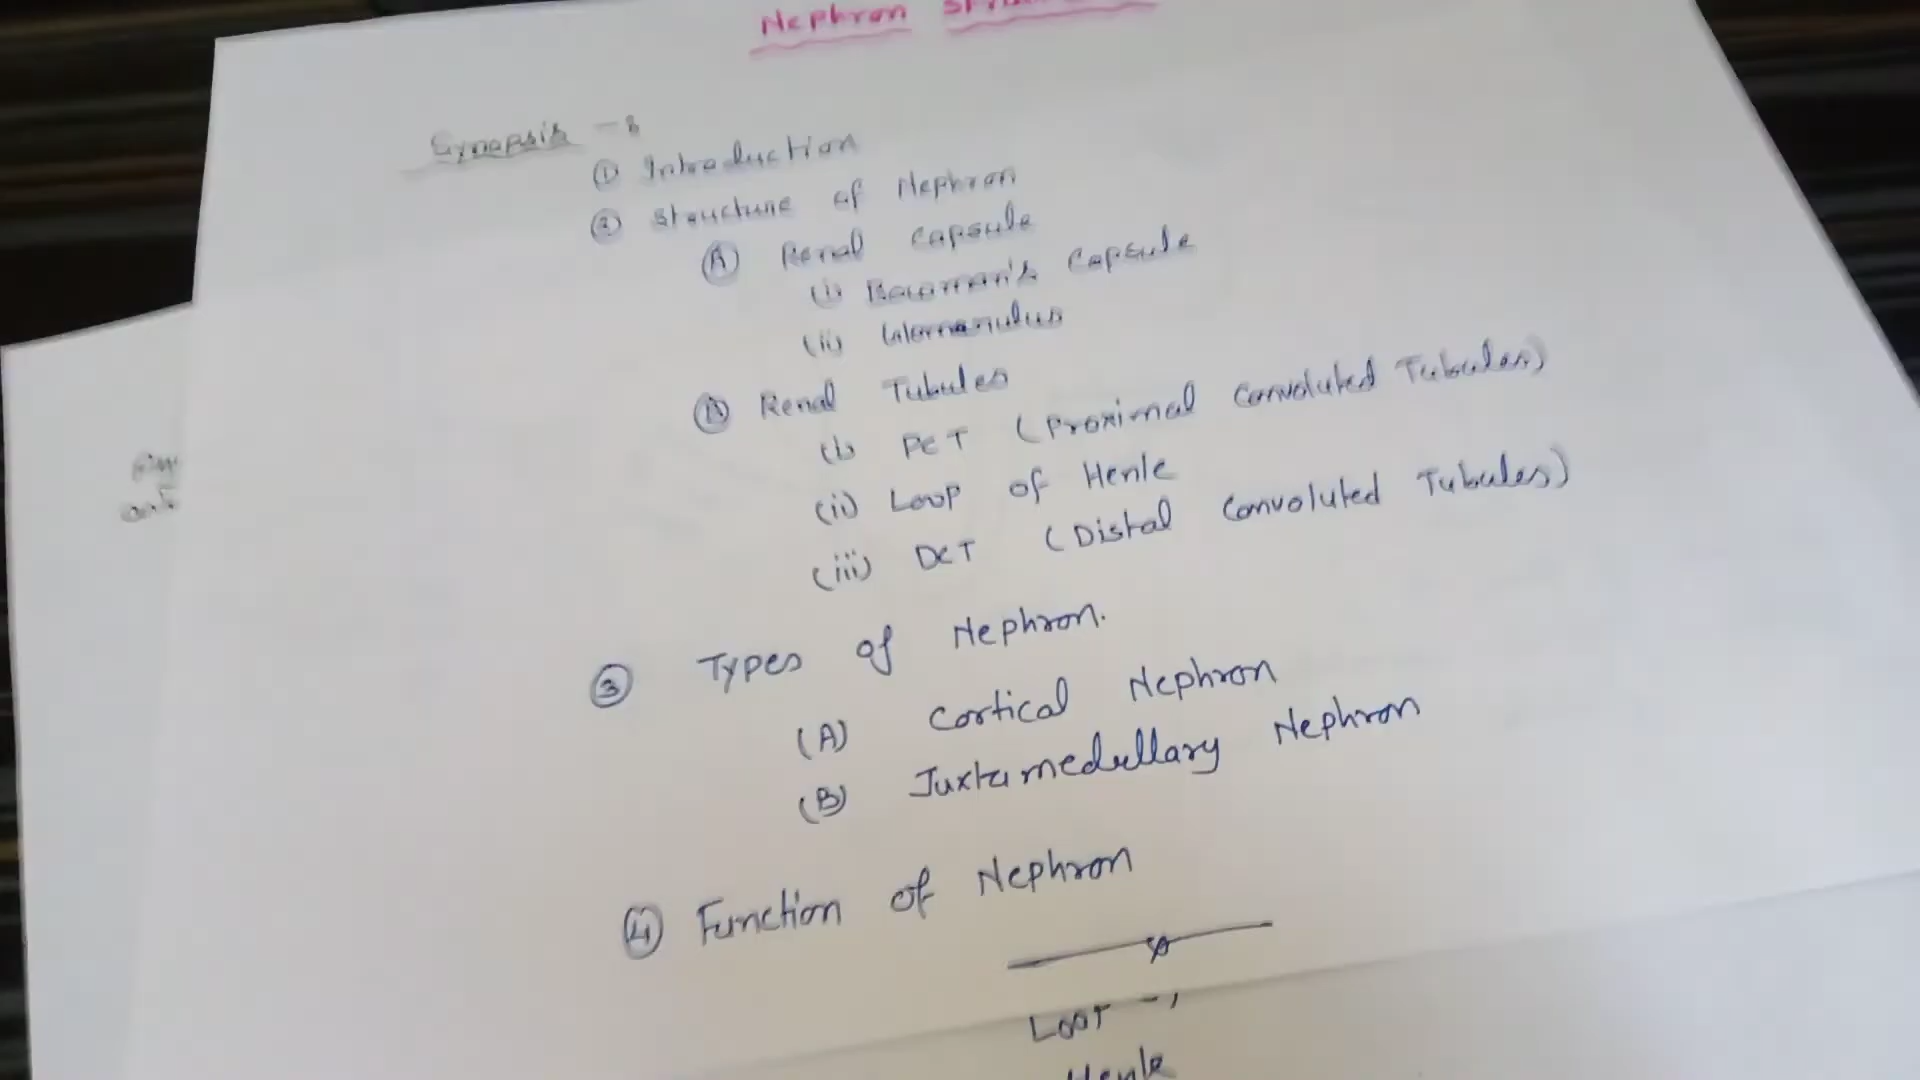 Nephron
Synopsis -:
① Introduction
② Structure of Nephron
Ⓐ Renal Capsule
(i) Bowman's Capsule
(ii) Glomerulus
Ⓑ Renal Tubules
(i) PCT (Proximal Convoluted Tubules)
(ii) Loop of Henle
(iii) DCT (Distal Convoluted Tubules)
③ Types of Nephron.
(A) Cortical Nephron
(B) Juxtamedullary Nephron
④ Function of Nephron
Henle